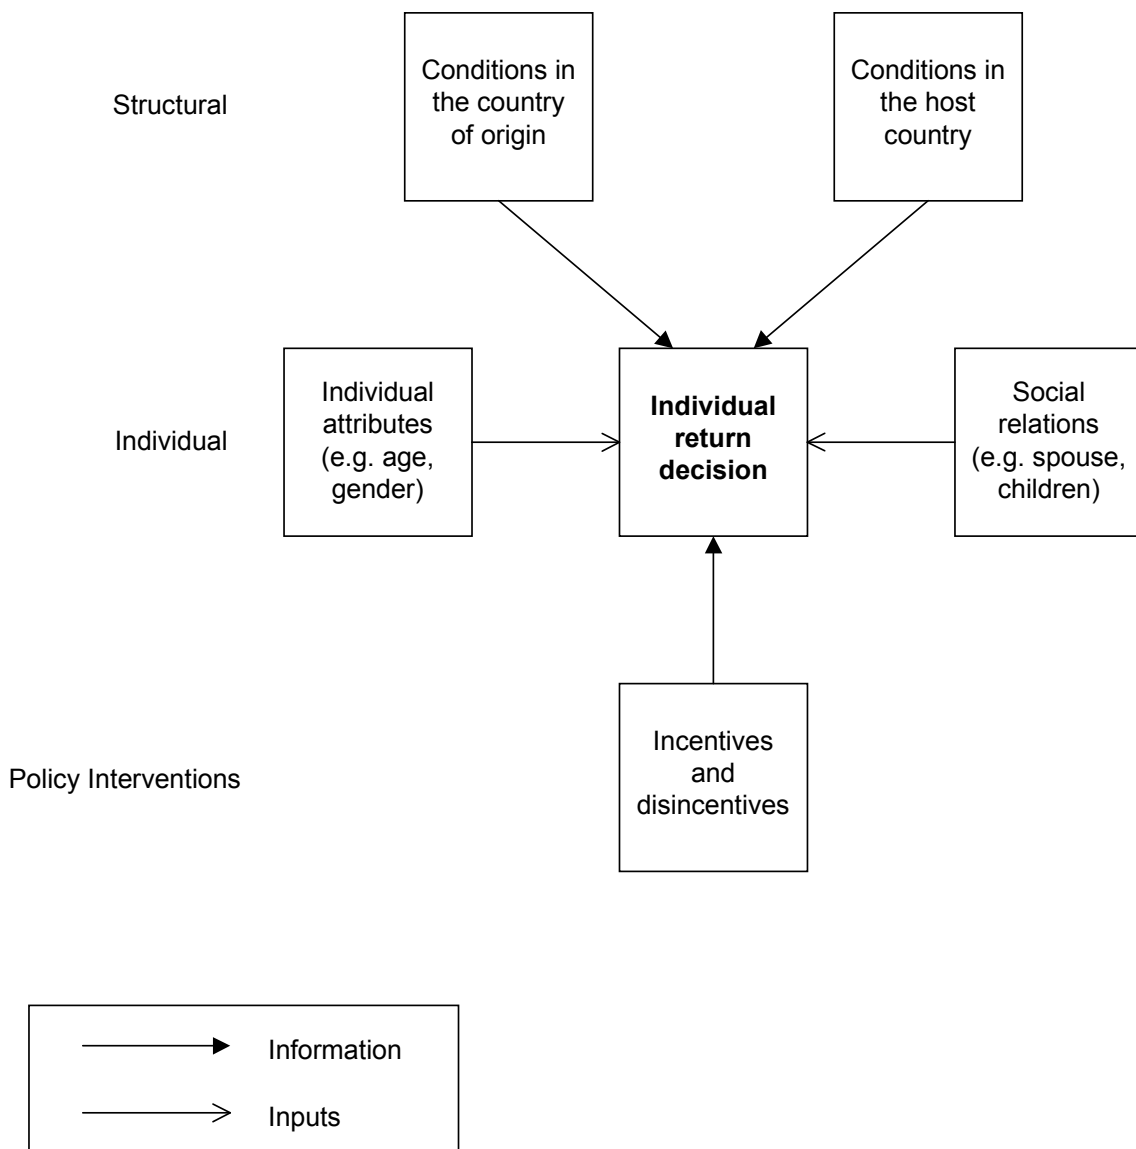 Structural
Conditions in
the country
of origin
Conditions in
the host
country
Individual
Individual
attributes
(e.g. age,
gender)
Individual
return
decision
Social
relations
(e.g. spouse,
children)
Policy Interventions
Incentives
and
disincentives
Information
Inputs